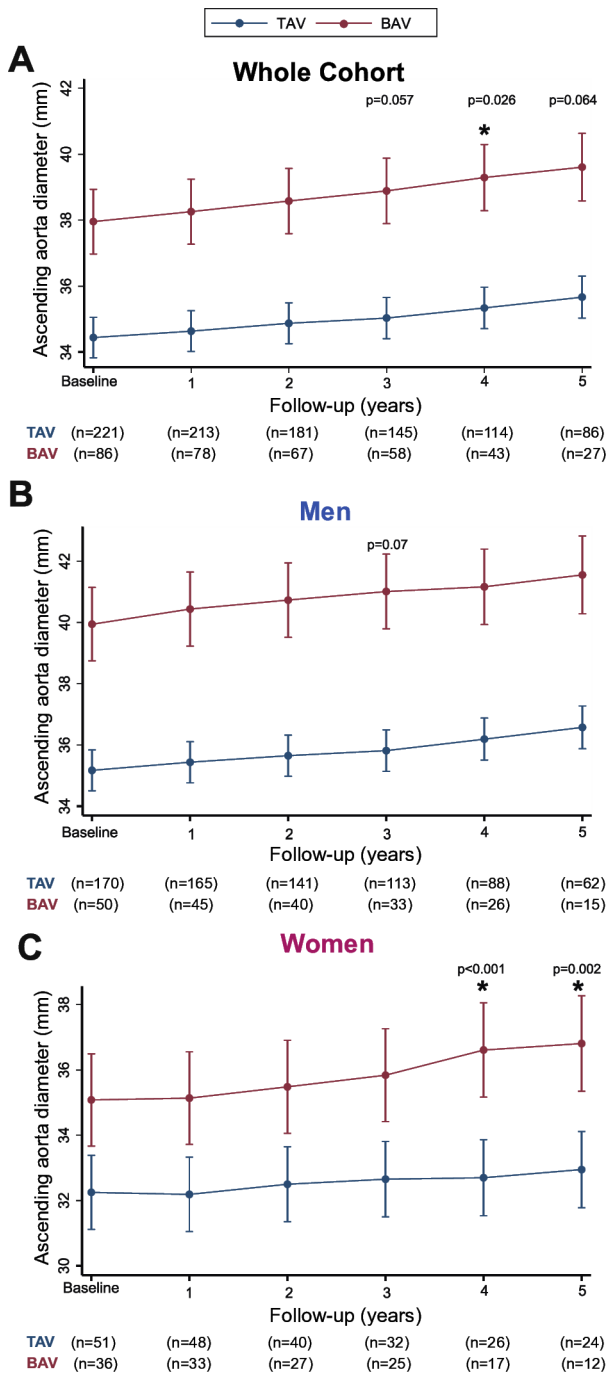 TAV BAV
A
Whole Cohort
Ascending aorta diameter (mm)
42
40
38
36
34
p=0.057 p=0.026 p=0.064
*
Baseline 1 2 3 4 5
Follow-up (years)
TAV (n=221) (n=213) (n=181) (n=145) (n=114) (n=86)
BAV (n=86) (n=78) (n=67) (n=58) (n=43) (n=27)
B
Men
Ascending aorta diameter (mm)
42
40
38
36
34
p=0.07
Baseline 1 2 3 4 5
Follow-up (years)
TAV (n=170) (n=165) (n=141) (n=113) (n=88) (n=62)
BAV (n=50) (n=45) (n=40) (n=33) (n=26) (n=15)
C
Women
Ascending aorta diameter (mm)
38
36
34
32
30
p<0.001 p=0.002
* *
Baseline 1 2 3 4 5
Follow-up (years)
TAV (n=51) (n=48) (n=40) (n=32) (n=26) (n=24)
BAV (n=36) (n=33) (n=27) (n=25) (n=17) (n=12)